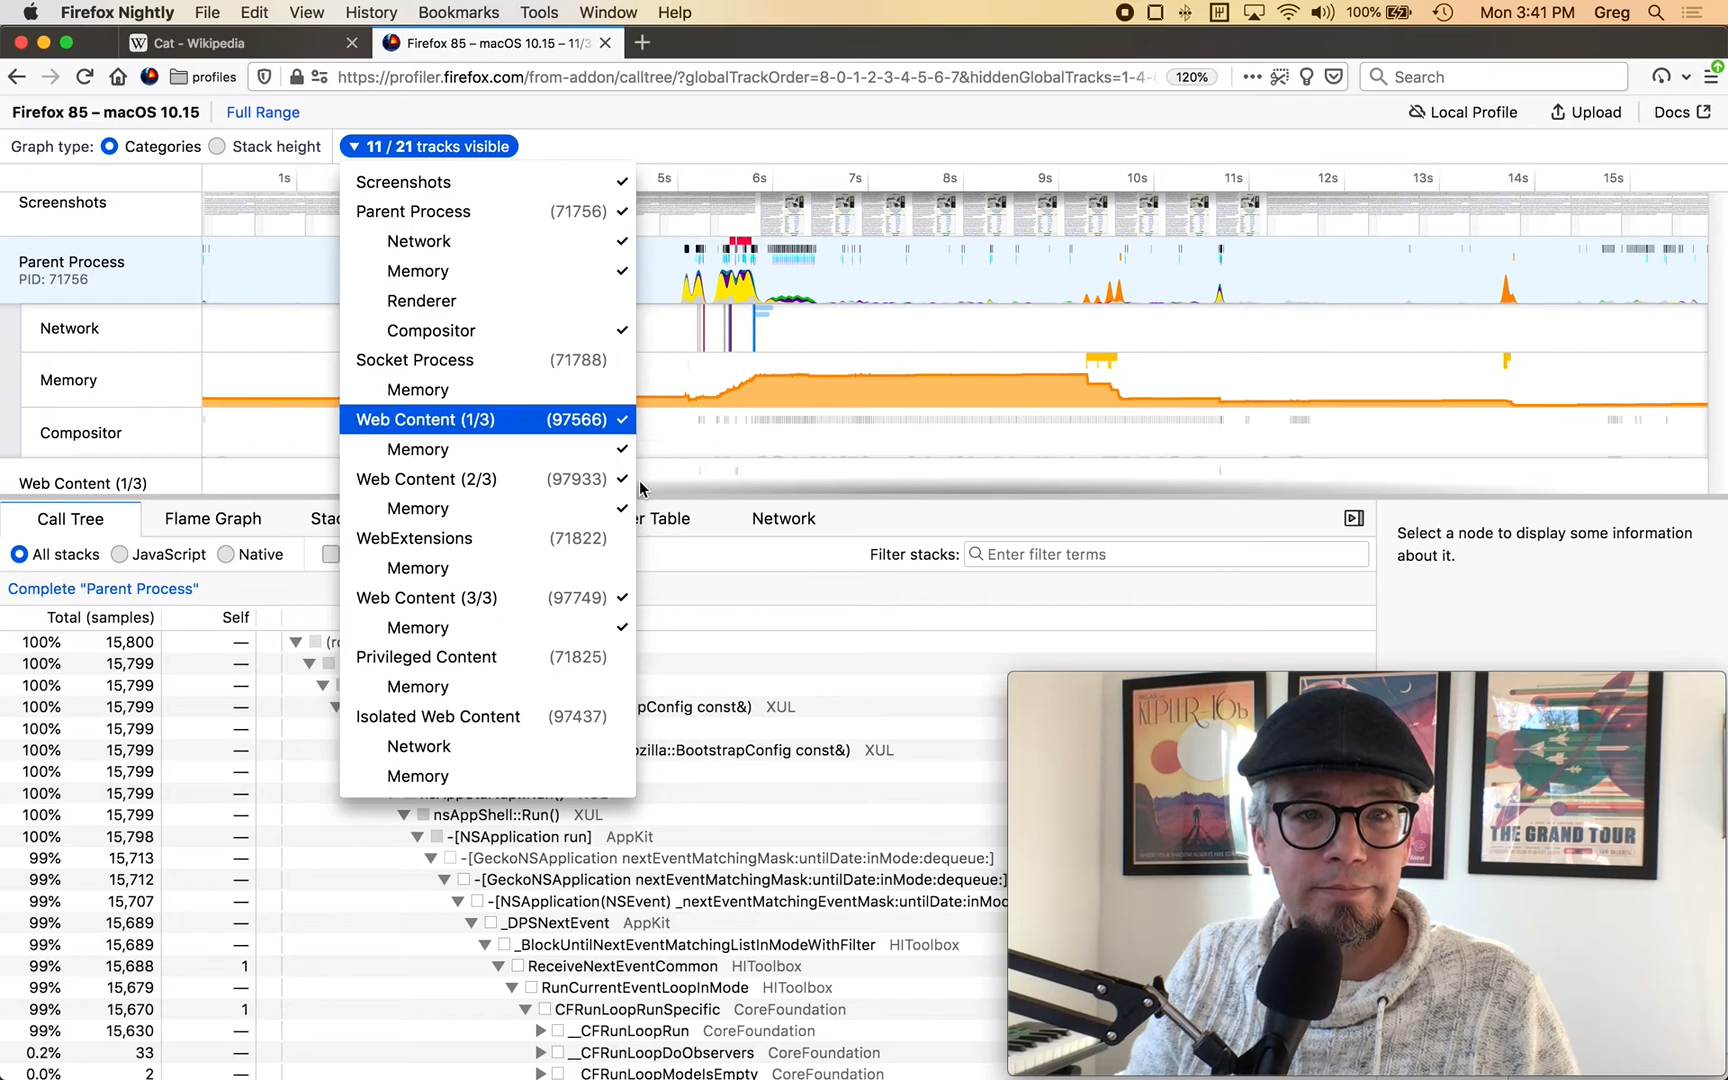 Firefox Nightly File Edit View History Bookmarks Tools Window Help 100% Mon 3:41 PM Greg
Cat - Wikipedia
Firefox 85 – macOS 10.15 – 11/3
profiles
https://profiler.firefox.com/from-addon/calltree/?globalTrackOrder=8-0-1-2-3-4-5-6-7&hiddenGlobalTracks=1-4-6
120%
Search
Firefox 85 – macOS 10.15 Full Range
Local Profile Upload Docs
Graph type: Categories Stack height
11 / 21 tracks visible
1s 5s 6s 7s 8s 9s 10s 11s 12s 13s 14s 15s
Screenshots
Parent Process
PID: 71756
Network
Memory
Compositor
Web Content (1/3)
Screenshots
Parent Process (71756)
Network
Memory
Renderer
Compositor
Socket Process (71788)
Memory
Web Content (1/3) (97566)
Memory
Web Content (2/3) (97933)
Memory
WebExtensions (71822)
Memory
Web Content (3/3) (97749)
Memory
Privileged Content (71825)
Memory
Isolated Web Content (97437)
Network
Memory
Call Tree Flame Graph Stac er Table Network
All stacks JavaScript Native
Filter stacks: Enter filter terms
Select a node to display some information
about it.
Complete "Parent Process"
Total (samples) Self
100% 15,800 — (ro
100% 15,799 —
100% 15,799 —
100% 15,799 — pConfig const&) XUL
100% 15,799 —
100% 15,799 — ozilla::BootstrapConfig const&) XUL
100% 15,799 —
100% 15,799 —
100% 15,799 — nsAppShell::Run() XUL
100% 15,798 — -[NSApplication run] AppKit
99% 15,713 — -[GeckoNSApplication nextEventMatchingMask:untilDate:inMode:dequeue:]
99% 15,712 — -[GeckoNSApplication nextEventMatchingMask:untilDate:inMode:dequeue:]
99% 15,707 — -[NSApplication(NSEvent) _nextEventMatchingEventMask:untilDate:inMod
99% 15,689 — _DPSNextEvent AppKit
99% 15,689 — _BlockUntilNextEventMatchingListInModeWithFilter HIToolbox
99% 15,688 1 ReceiveNextEventCommon HIToolbox
99% 15,679 — RunCurrentEventLoopInMode HIToolbox
99% 15,670 1 CFRunLoopRunSpecific CoreFoundation
99% 15,630 — __CFRunLoopRun CoreFoundation
0.2% 33 — __CFRunLoopDoObservers CoreFoundation
0.0% 2 — __CFRunLoopModeIsEmpty CoreFoundation
KEPLER-16b
THE GRAND TOUR